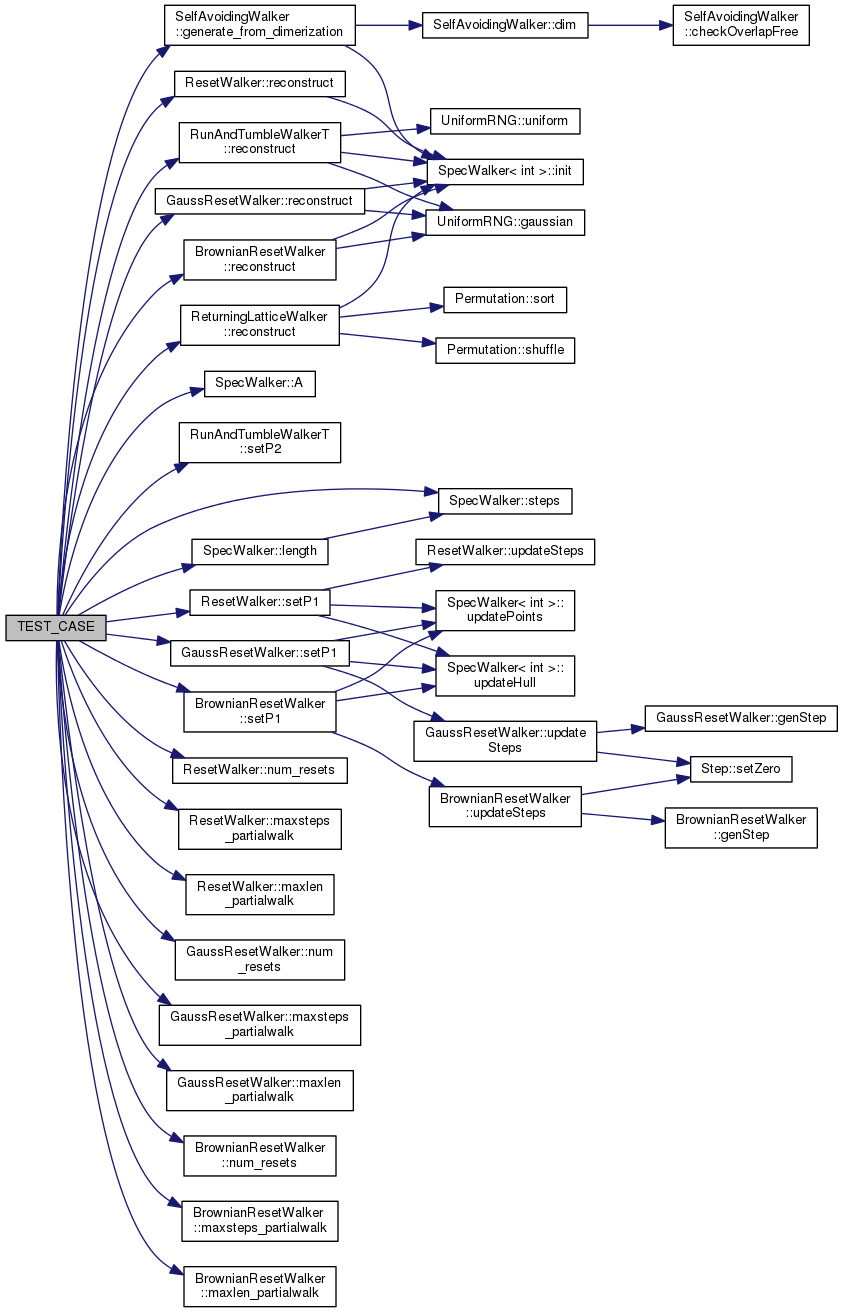 SelfAvoidingWalker
::generate_from_dimerization
SelfAvoidingWalker::dim
SelfAvoidingWalker
::checkOverlapFree
ResetWalker::reconstruct
UniformRNG::uniform
RunAndTumbleWalkerT
::reconstruct
SpecWalker< int >::init
GaussResetWalker::reconstruct
UniformRNG::gaussian
BrownianResetWalker
::reconstruct
Permutation::sort
ReturningLatticeWalker
::reconstruct
Permutation::shuffle
SpecWalker::A
RunAndTumbleWalkerT
::setP2
SpecWalker::steps
SpecWalker::length
ResetWalker::updateSteps
ResetWalker::setP1
SpecWalker< int >::
updatePoints
TEST_CASE
GaussResetWalker::setP1
SpecWalker< int >::
updateHull
BrownianResetWalker
::setP1
GaussResetWalker::update
Steps
GaussResetWalker::genStep
ResetWalker::num_resets
Step::setZero
BrownianResetWalker
::updateSteps
BrownianResetWalker
::genStep
ResetWalker::maxsteps
_partialwalk
ResetWalker::maxlen
_partialwalk
GaussResetWalker::num
_resets
GaussResetWalker::maxsteps
_partialwalk
GaussResetWalker::maxlen
_partialwalk
BrownianResetWalker
::num_resets
BrownianResetWalker
::maxsteps_partialwalk
BrownianResetWalker
::maxlen_partialwalk